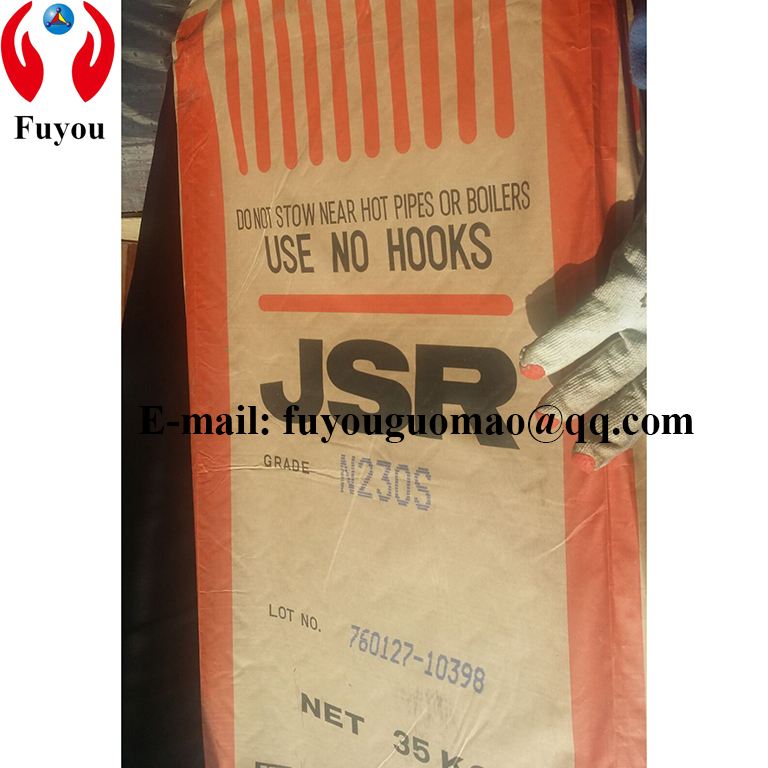 Fuyou
DO NOT STOW NEAR HOT PIPES OR BOILERS
USE NO HOOKS
JSR
E-mail: fuyouguomao@qq.com
GRADE N230S
LOT NO. 760127-10398
NET 35 K